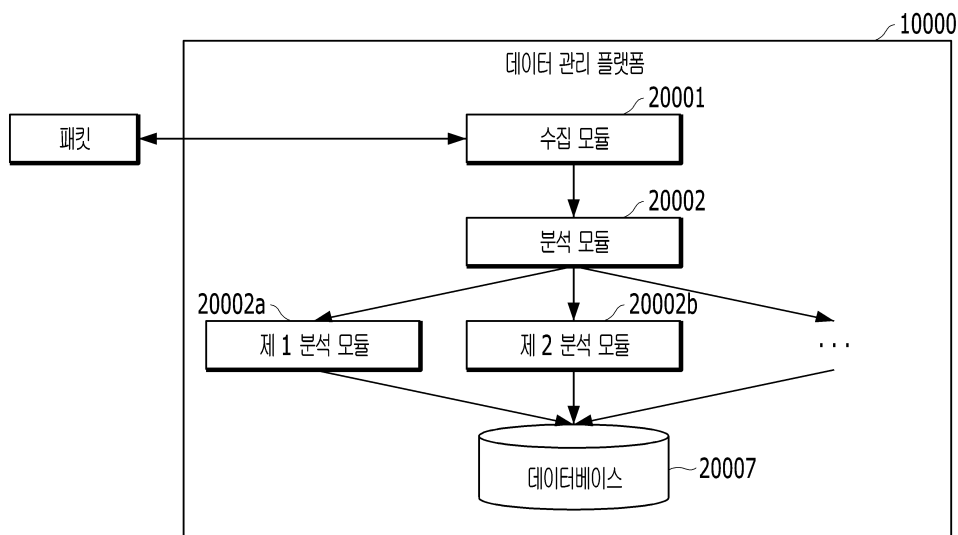 10000
데이터 관리 플랫폼
20001
패킷
수집 모듈
20002
분석 모듈
20002a
20002b
제 1 분석 모듈
제 2 분석 모듈
...
데이터베이스
20007